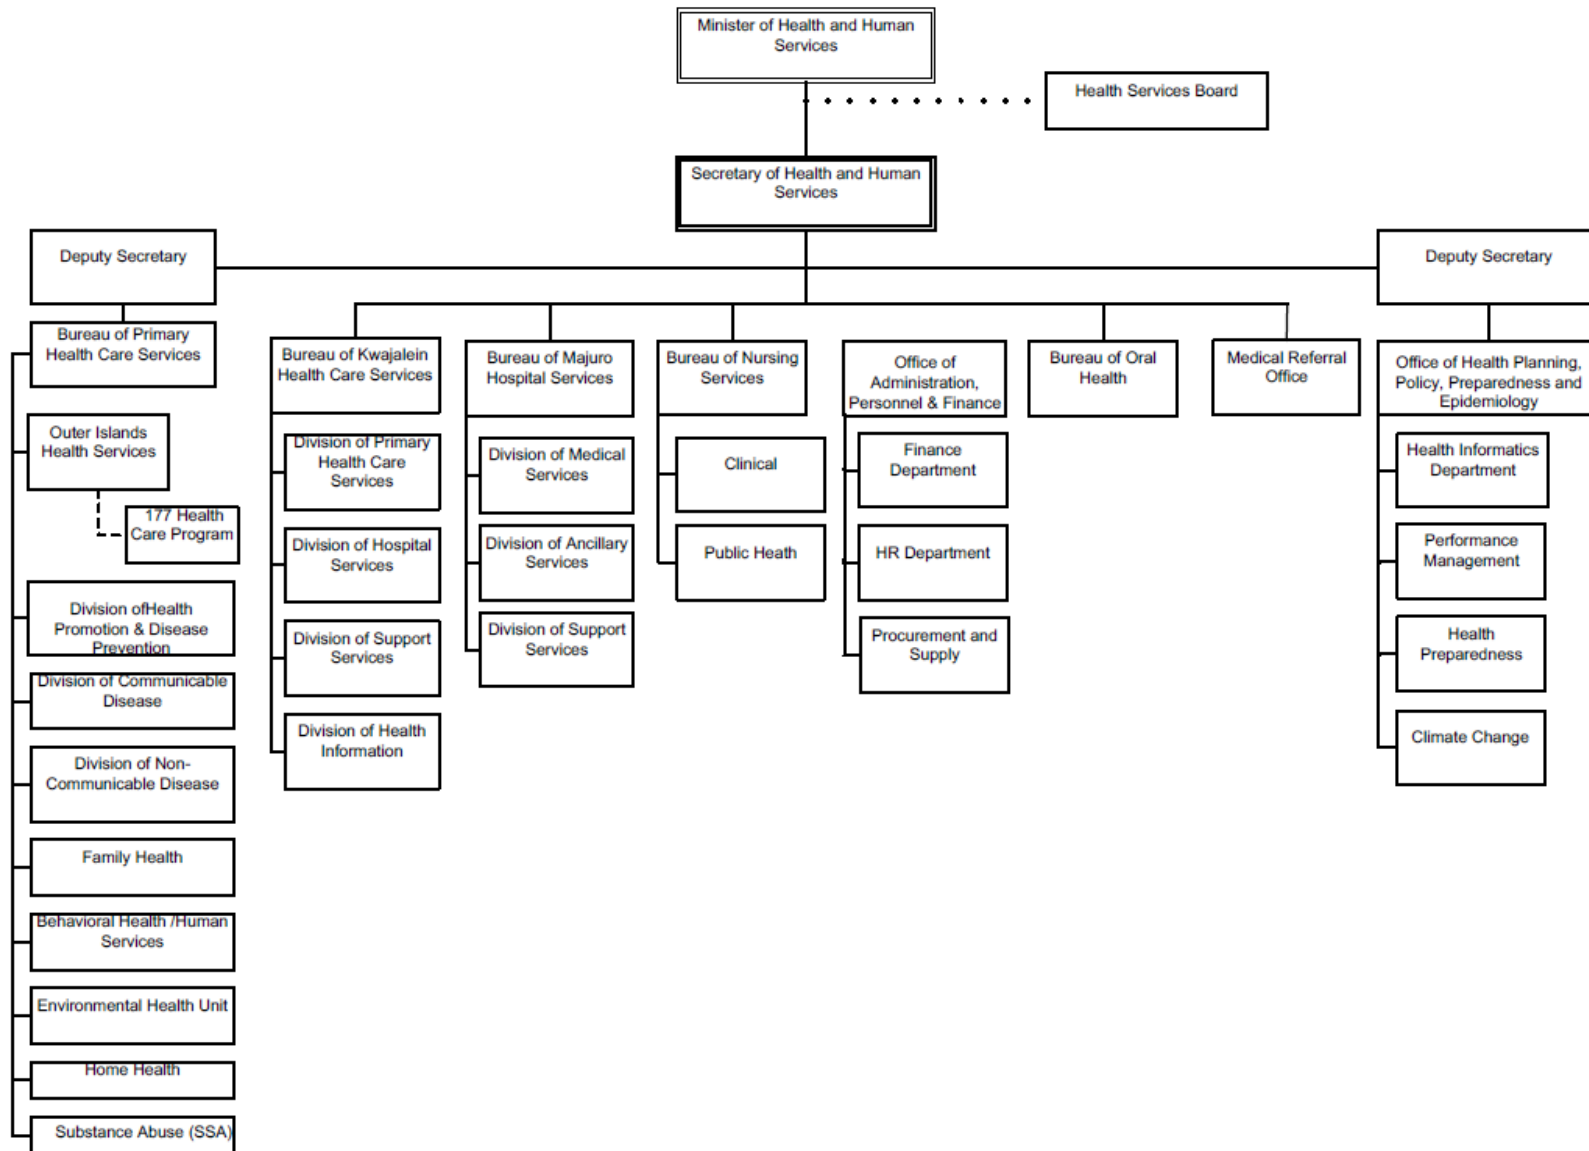 Minister of Health and Human
Services
Health Services Board
Secretary of Health and Human
Services
Deputy Secretary
Deputy Secretary
Bureau of Primary
Health Care Services
Bureau of Kwajalein
Health Care Services
Bureau of Majuro
Hospital Services
Bureau of Nursing
Services
Office of
Administration,
Personnel & Finance
Bureau of Oral
Health
Medical Referral
Office
Office of Health Planning,
Policy, Preparedness and
Epidemiology
Outer Islands
Health Services
177 Health
Care Program
Division ofHealth
Promotion & Disease
Prevention
Division of Communicable
Disease
Division of Non-
Communicable Disease
Family Health
Behavioral Health /Human
Services
Environmental Health Unit
Home Health
Substance Abuse (SSA)
Division of Primary
Health Care
Services
Division of Hospital
Services
Division of Support
Services
Division of Health
Information
Division of Medical
Services
Division of Ancillary
Services
Division of Support
Services
Clinical
Public Heath
Finance
Department
HR Department
Procurement and
Supply
Health Informatics
Department
Performance
Management
Health
Preparedness
Climate Change